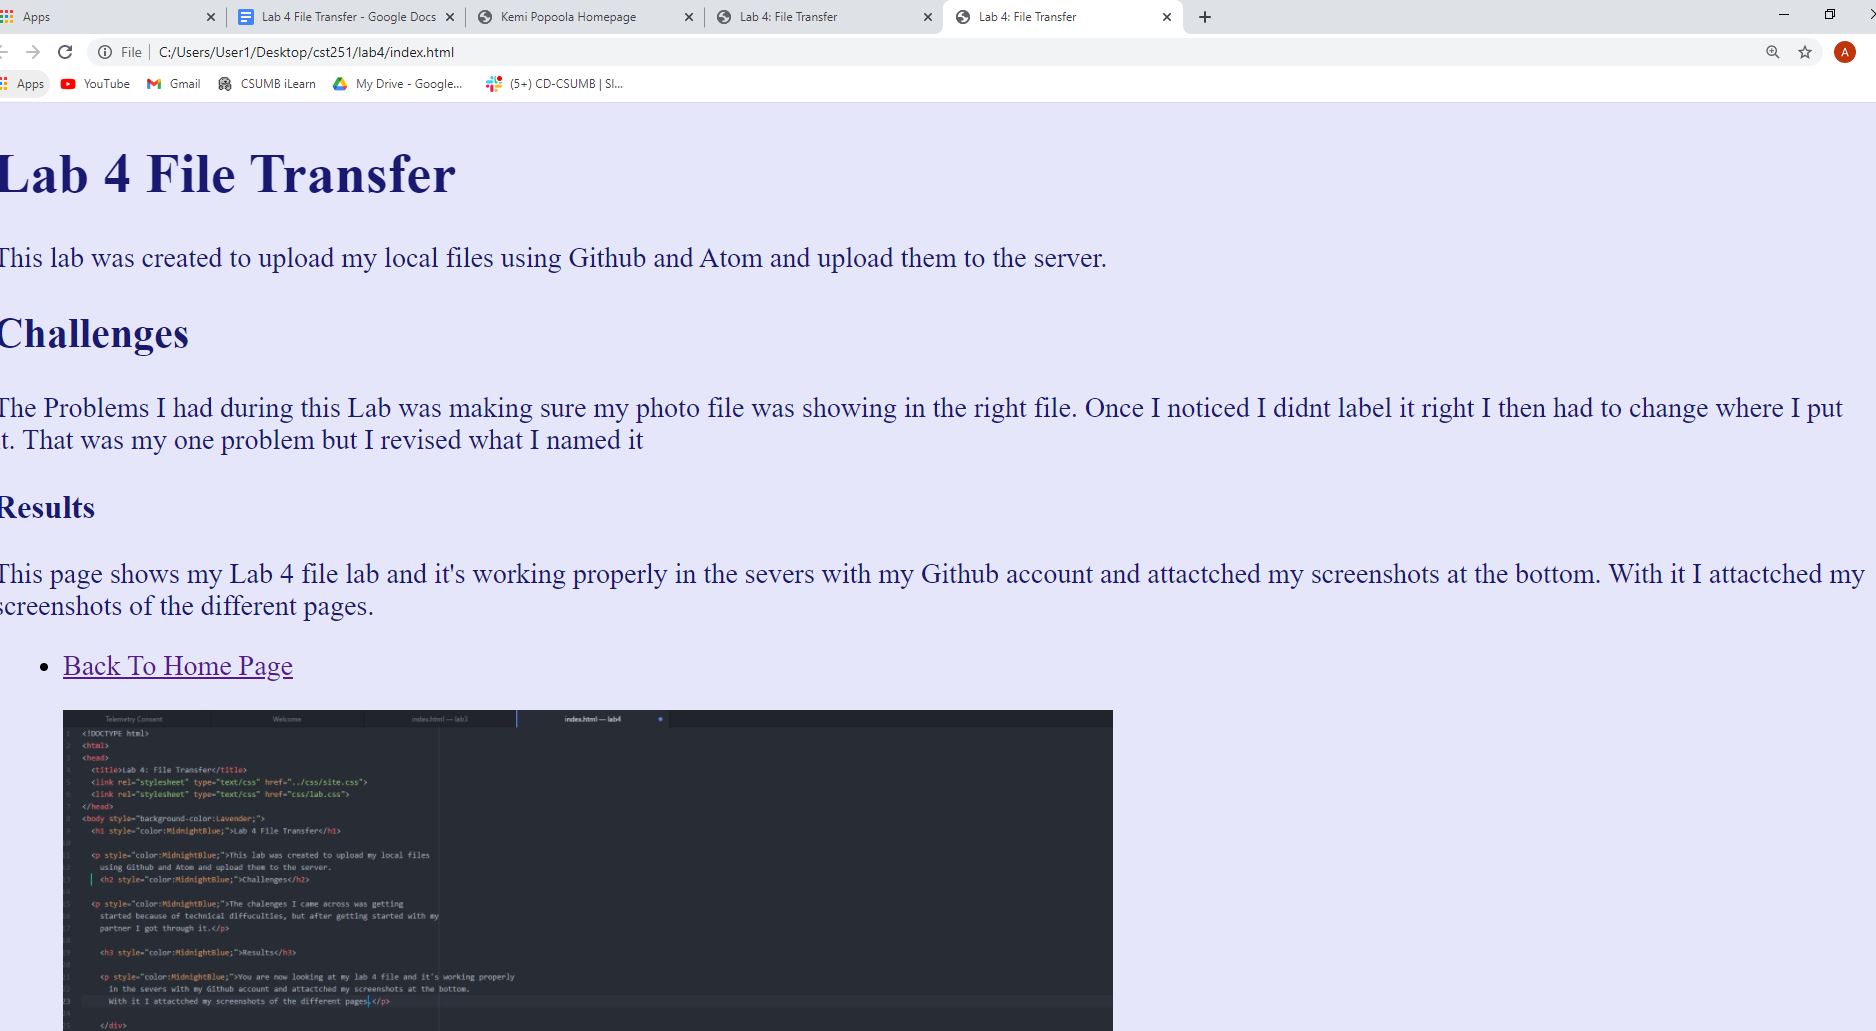 Apps
Lab 4 File Transfer - Google Docs
Kemi Popoola Homepage
Lab 4: File Transfer
Lab 4: File Transfer
File
C:/Users/User1/Desktop/cst251/lab4/index.html
A
Apps
YouTube
Gmail
CSUMB iLearn
My Drive - Google...
(5+) CD-CSUMB | Sl...
Lab 4 File Transfer
This lab was created to upload my local files using Github and Atom and upload them to the server.
Challenges
The Problems I had during this Lab was making sure my photo file was showing in the right file. Once I noticed I didnt label it right I then had to change where I put
it. That was my one problem but I revised what I named it
Results
This page shows my Lab 4 file lab and it's working properly in the severs with my Github account and attactched my screenshots at the bottom. With it I attactched my
screenshots of the different pages.
Back To Home Page
Telemetry Consent
Welcome
index.html — lab3
index.html — lab4
<!DOCTYPE html>
<html>
<head>
<title>Lab 4: File Transfer</title>
<link rel="stylesheet" type="text/css" href="../css/site.css">
<link rel="stylesheet" type="text/css" href="css/lab.css">
</head>
<body style="background-color:Lavender;">
<h1 style="color:MidnightBlue;">Lab 4 File Transfer</h1>
<p style="color:MidnightBlue;">This lab was created to upload my local files
using Github and Atom and upload them to the server.
<h2 style="color:MidnightBlue;">Challenges</h2>
<p style="color:MidnightBlue;">The chalenges I came across was getting
started because of technical diffuculties, but after getting started with my
partner I got through it.</p>
<h3 style="color:MidnightBlue;">Results</h3>
<p style="color:MidnightBlue;">You are now looking at my lab 4 file and it's working properly
in the severs with my Github account and attactched my screenshots at the bottom.
23 With it I attactched my screenshots of the different pages.</p>
</div>